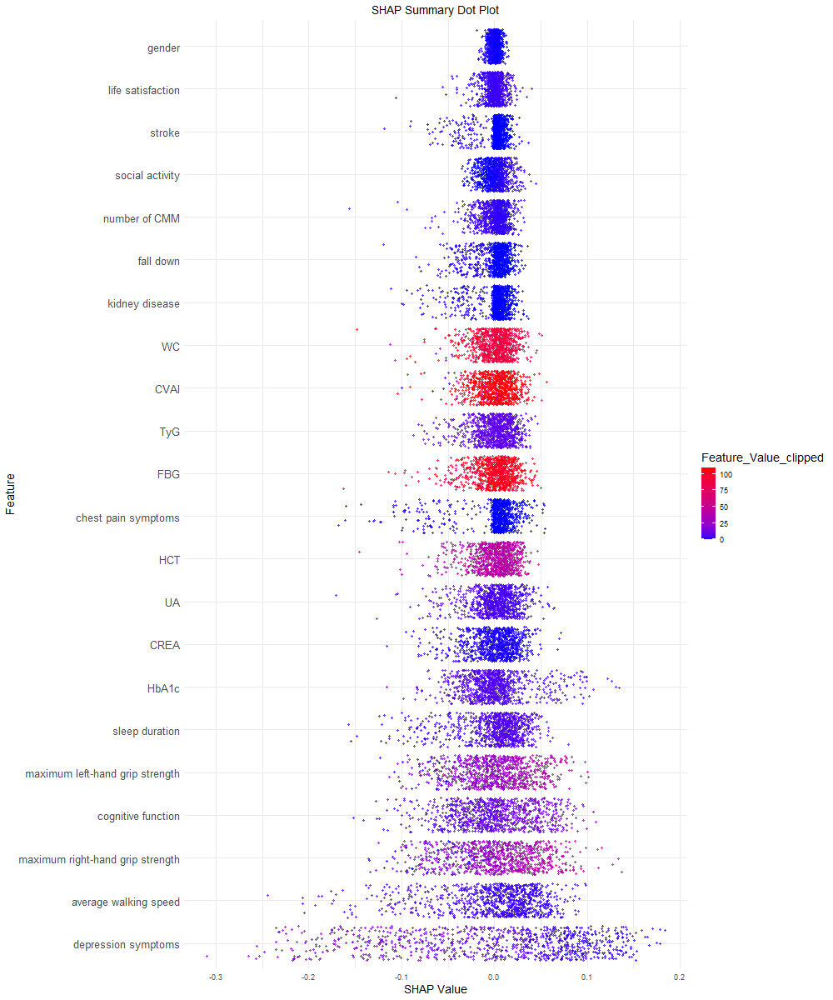 SHAP Summary Dot Plot
gender
life satisfaction
stroke
social activity
number of CMM
fall down
kidney disease
WC
CVAI
TyG
FBG
chest pain symptoms
HCT
UA
CREA
HbA1c
sleep duration
maximum left-hand grip strength
cognitive function
maximum right-hand grip strength
average walking speed
depression symptoms
Feature
-0.3 -0.2 -0.1 0.0 0.1 0.2
SHAP Value
Feature_Value_clipped
100
75
50
25
0